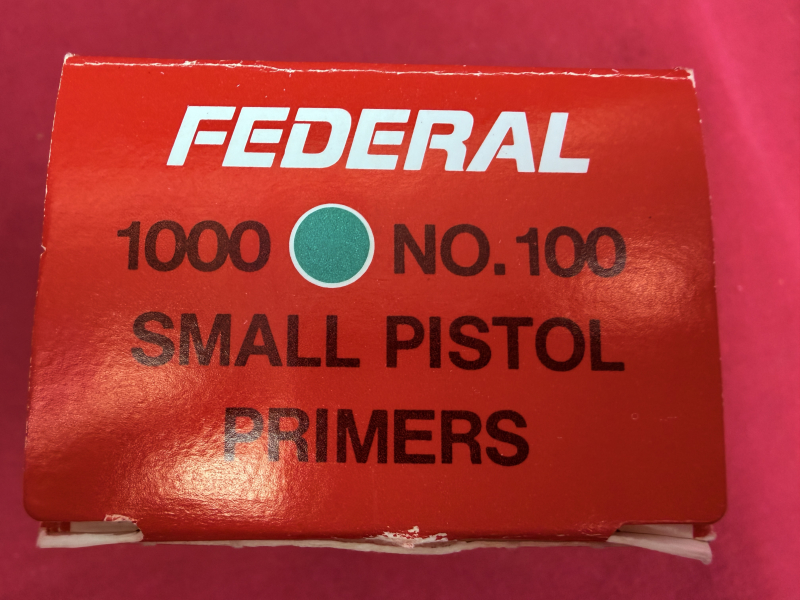 FEDERAL
1000 NO. 100
SMALL PISTOL
PRIMERS